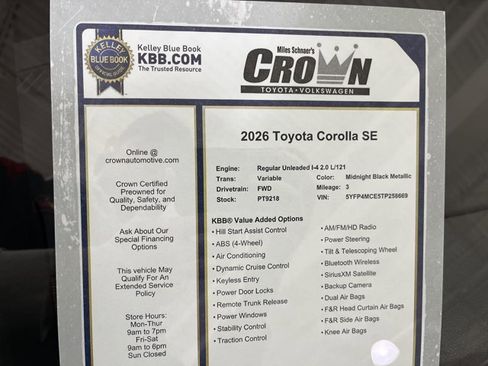 KELLEY
BLUE BOOK
OFFICIAL GUIDE
Kelley Blue Book
KBB.COM
The Trusted Resource
Miles Schnaer's
CROWN
TOYOTA • VOLKSWAGEN
Online @
crownautomotive.com
Crown Certified
Preowned for
Quality, Safety, and
Dependability
Ask About Our
Special Financing
Options
This vehicle May
Qualify For An
Extended Service
Policy
Store Hours:
Mon-Thur
9am to 7pm
Fri-Sat
9am to 6pm
Sun Closed
2026 Toyota Corolla SE
Engine: Regular Unleaded I-4 2.0 L/121
Trans: Variable Color: Midnight Black Metallic
Drivetrain: FWD Mileage: 3
Stock: PT9218 VIN: 5YFP4MCE5TP258669
KBB® Value Added Options
• Hill Start Assist Control
• ABS (4-Wheel)
• Air Conditioning
• Dynamic Cruise Control
• Keyless Entry
• Power Door Locks
• Remote Trunk Release
• Power Windows
• Stability Control
• Traction Control
• AM/FM/HD Radio
• Power Steering
• Tilt & Telescoping Wheel
• Bluetooth Wireless
• SiriusXM Satellite
• Backup Camera
• Dual Air Bags
• F&R Head Curtain Air Bags
• F&R Side Air Bags
• Knee Air Bags